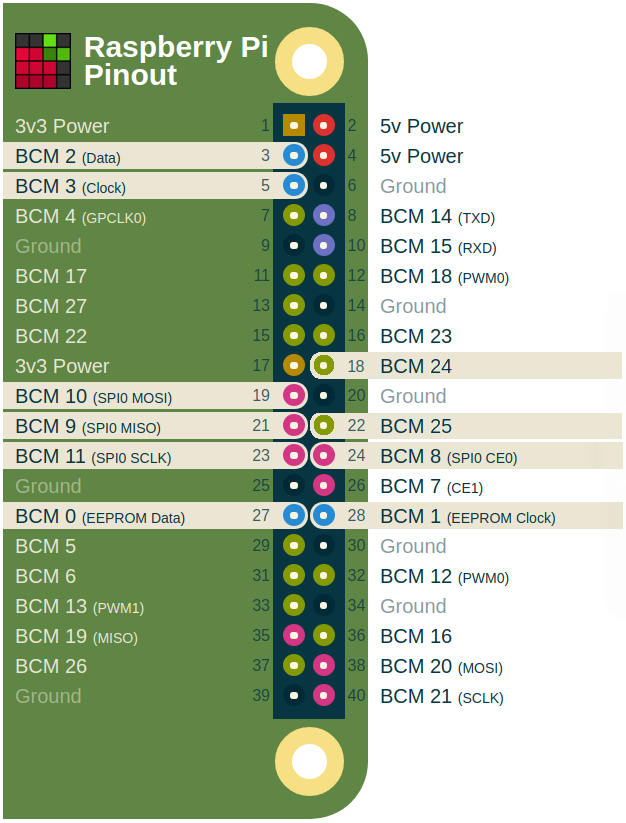 Raspberry Pi
Pinout
3v3 Power 1 2 5v Power
BCM 2 (Data) 3 4 5v Power
BCM 3 (Clock) 5 6 Ground
BCM 4 (GPCLK0) 7 8 BCM 14 (TXD)
Ground 9 10 BCM 15 (RXD)
BCM 17 11 12 BCM 18 (PWM0)
BCM 27 13 14 Ground
BCM 22 15 16 BCM 23
3v3 Power 17 18 BCM 24
BCM 10 (SPI0 MOSI) 19 20 Ground
BCM 9 (SPI0 MISO) 21 22 BCM 25
BCM 11 (SPI0 SCLK) 23 24 BCM 8 (SPI0 CE0)
Ground 25 26 BCM 7 (CE1)
BCM 0 (EEPROM Data) 27 28 BCM 1 (EEPROM Clock)
BCM 5 29 30 Ground
BCM 6 31 32 BCM 12 (PWM0)
BCM 13 (PWM1) 33 34 Ground
BCM 19 (MISO) 35 36 BCM 16
BCM 26 37 38 BCM 20 (MOSI)
Ground 39 40 BCM 21 (SCLK)